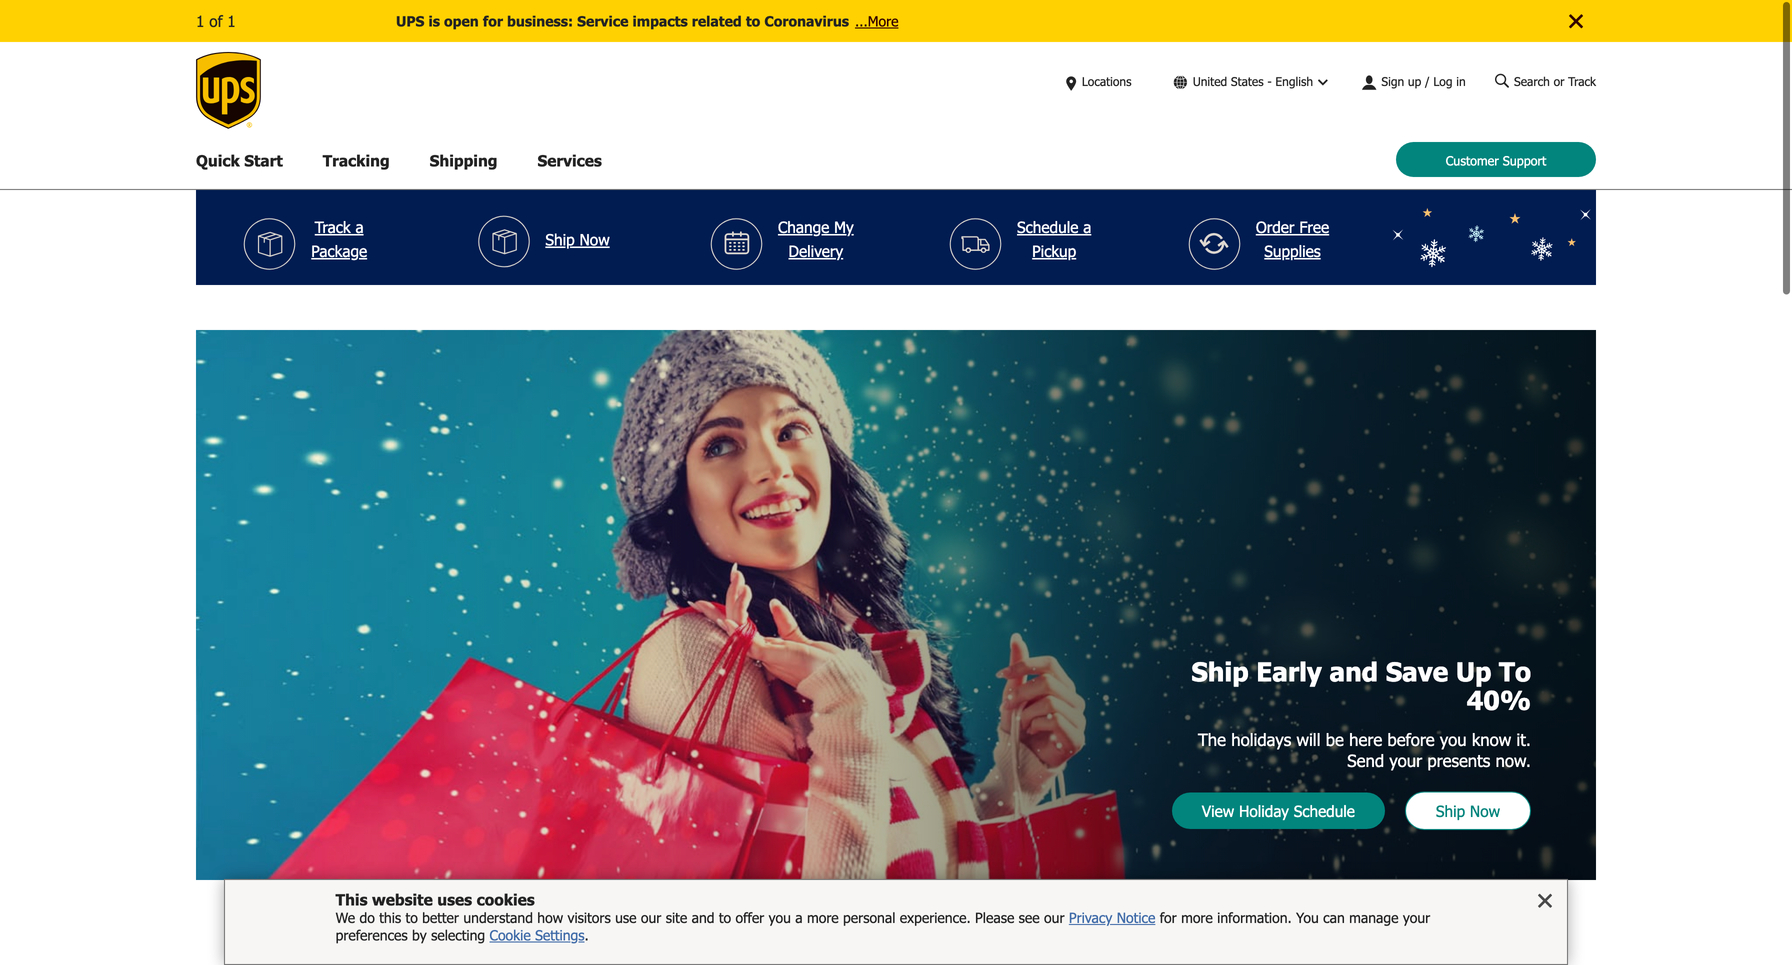 1 of 1
UPS is open for business: Service impacts related to Coronavirus ...More
ups
Locations
United States - English
Sign up / Log in
Search or Track
Quick Start
Tracking
Shipping
Services
Customer Support
Track a
Package
Ship Now
Change My
Delivery
Schedule a
Pickup
Order Free
Supplies
Ship Early and Save Up To
40%
The holidays will be here before you know it.
Send your presents now.
View Holiday Schedule
Ship Now
This website uses cookies
We do this to better understand how visitors use our site and to offer you a more personal experience. Please see our Privacy Notice for more information. You can manage your
preferences by selecting Cookie Settings.